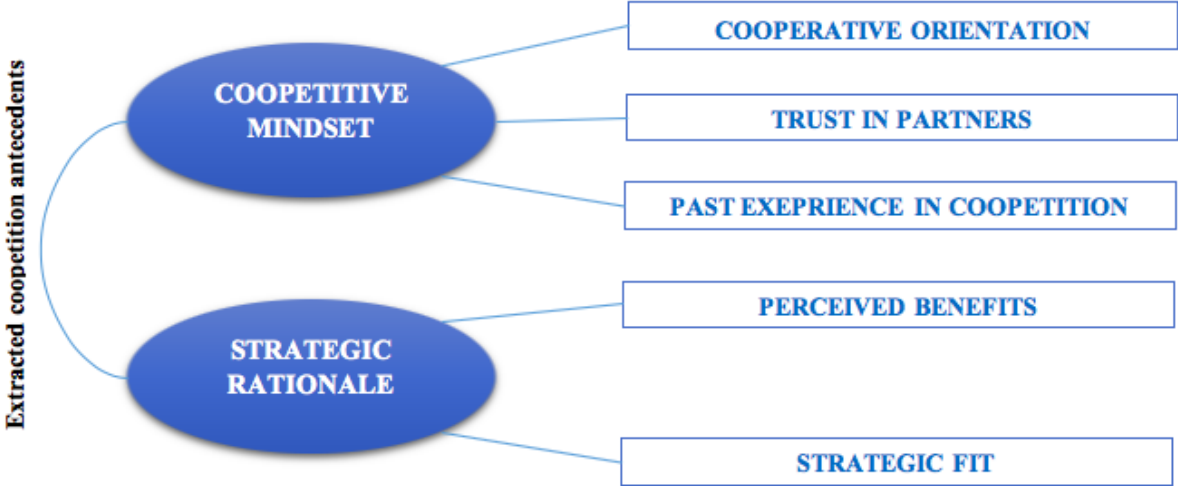 Extracted coopetition antecedents
COOPETITIVE
MINDSET
COOPERATIVE ORIENTATION
TRUST IN PARTNERS
PAST EXEPRIENCE IN COOPETITION
STRATEGIC
RATIONALE
PERCEIVED BENEFITS
STRATEGIC FIT